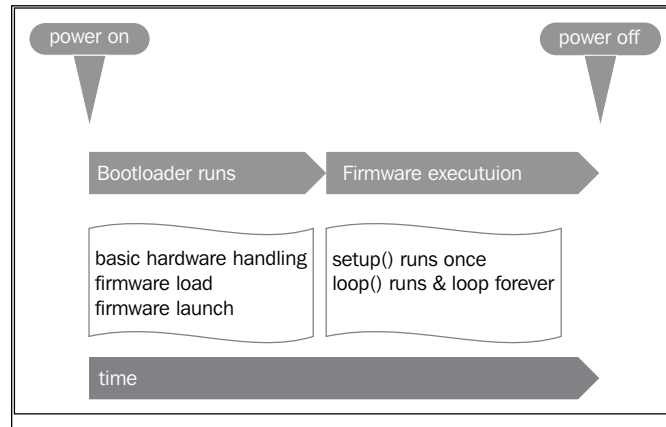 power on
power off
Bootloader runs
Firmware executuion
basic hardware handling
firmware load
firmware launch
setup() runs once
loop() runs & loop forever
time